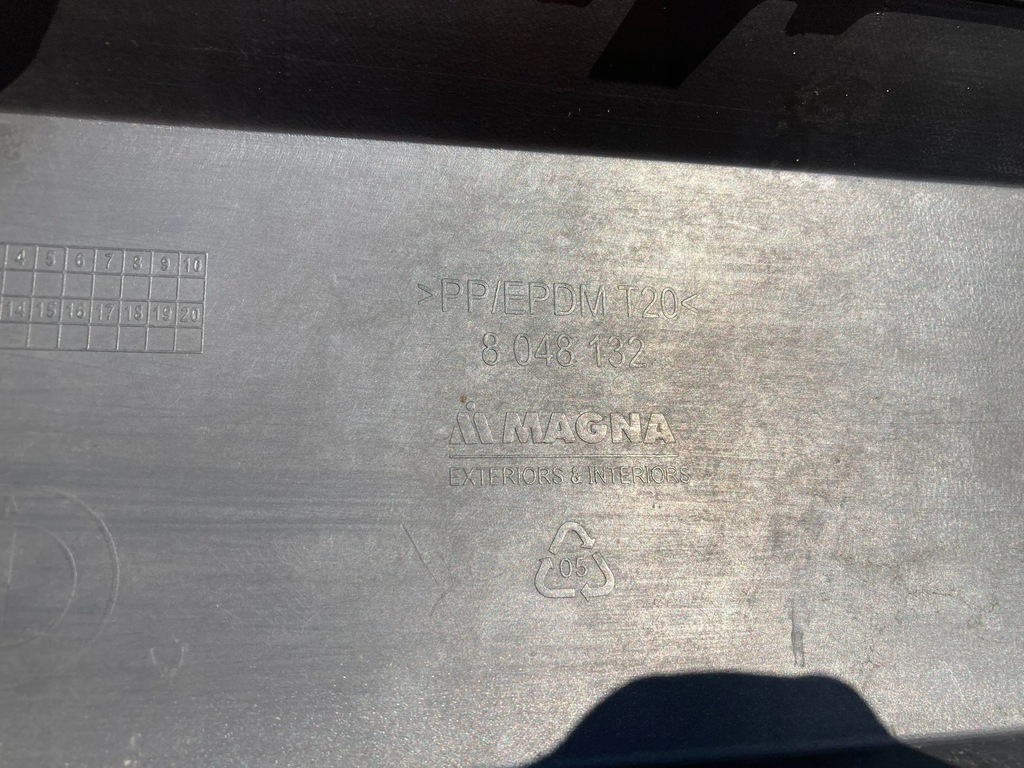 4 5 6 7 8 9 10
14 15 16 17 18 19 20
>PP/EPDM T20<
8 048 132
MAGNA
EXTERIORS & INTERIORS
05